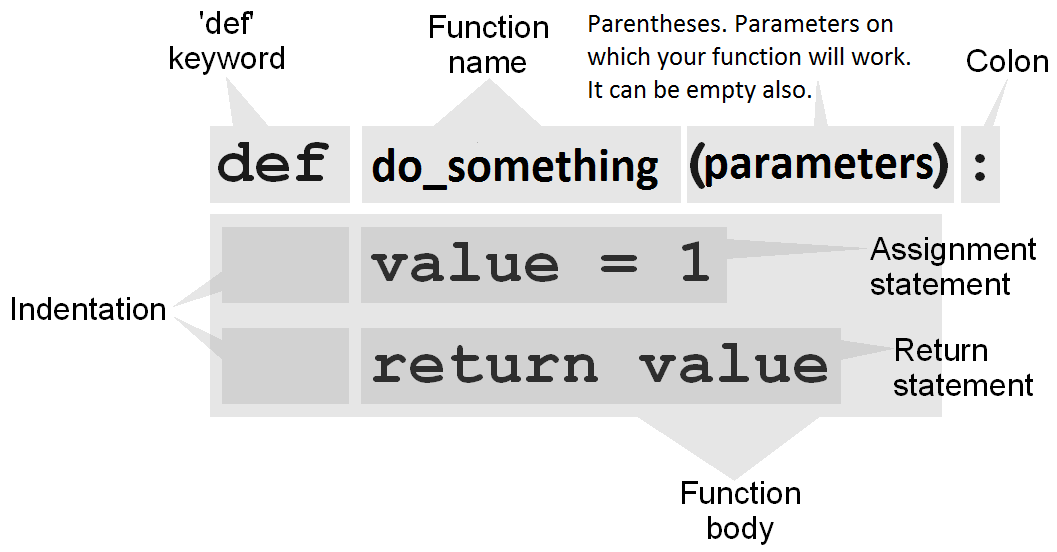 'def'
keyword
Function
name
Parentheses. Parameters on
which your function will work.
It can be empty also.
Colon
def do_something (parameters) :
value = 1
Assignment
statement
Indentation
return value
Return
statement
Function
body